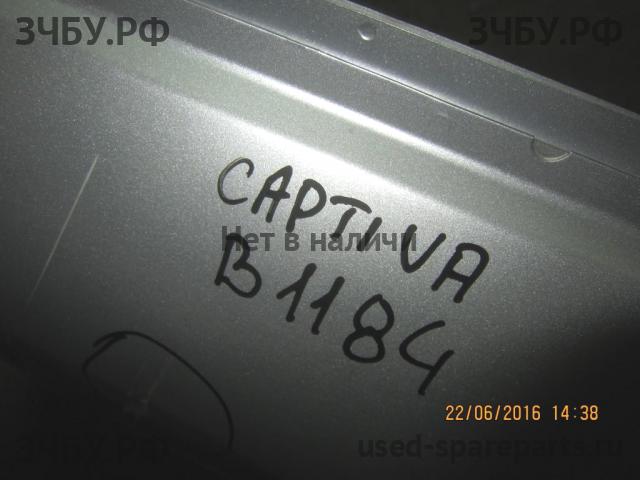 ЗЧБУ.РФ
ЗЧБУ.РФ
CAPTIVA
Нет в наличи
B1184
22/06/2016 14:38
ЗЧБУ.РФ
used-spareparts.ru